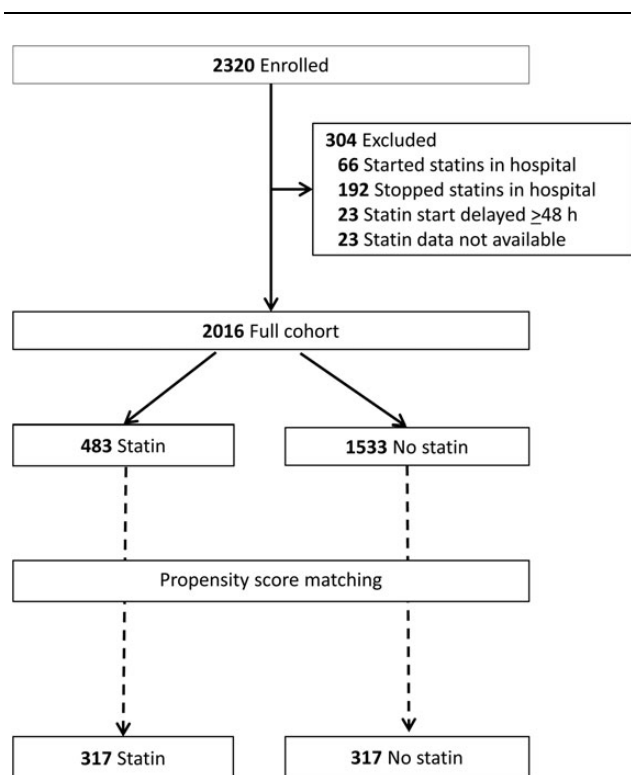 2320 Enrolled
304 Excluded
66 Started statins in hospital
192 Stopped statins in hospital
23 Statin start delayed ≥48 h
23 Statin data not available
2016 Full cohort
483 Statin
1533 No statin
Propensity score matching
317 Statin
317 No statin